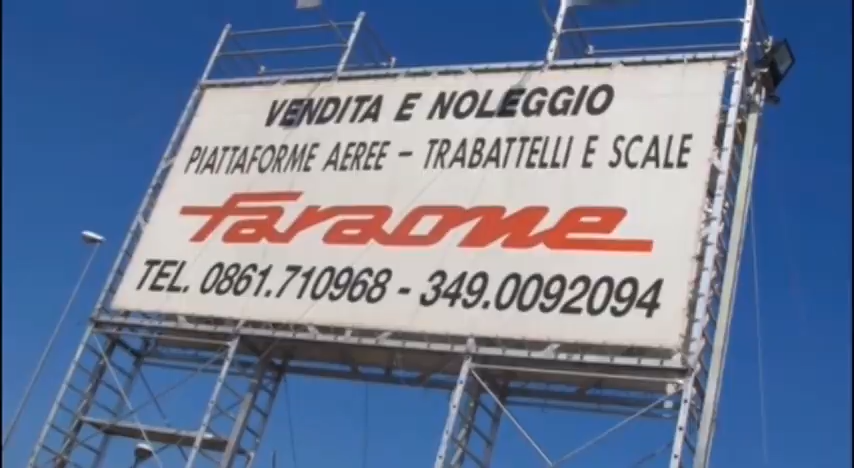 VENDITA E NOLEGGIO
PIATTAFORME AEREE - TRABATTELLI E SCALE
Faraone
TEL. 0861.710968 - 349.0092094